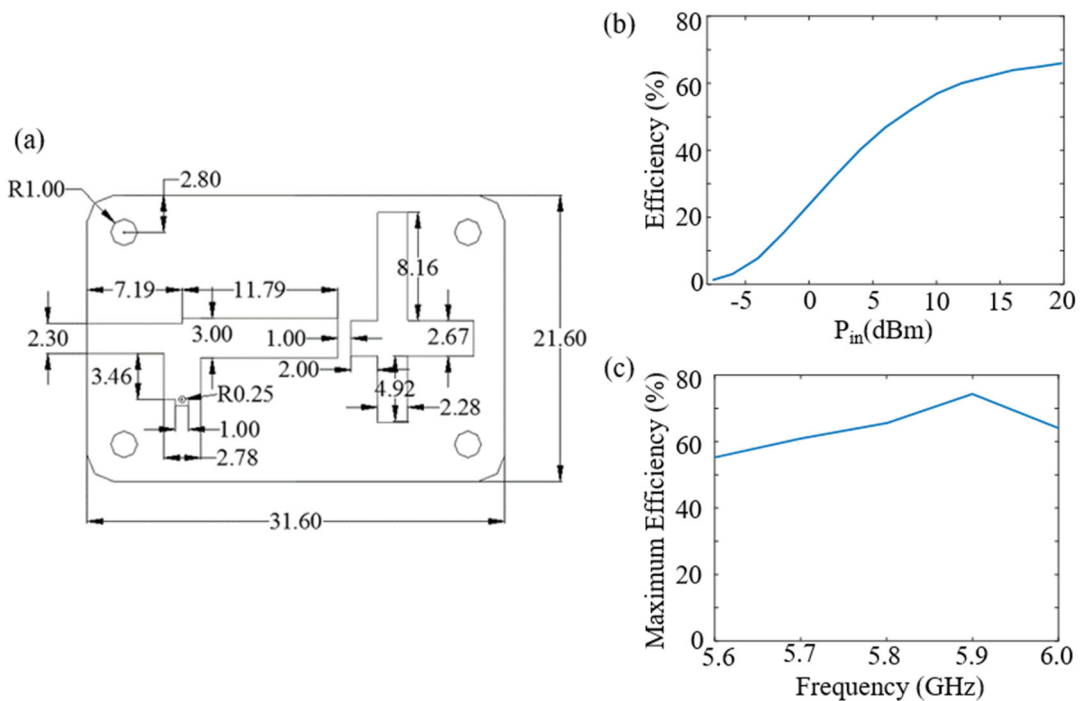 (a)
R1.00
2.80
7.19
11.79
8.16
2.30
3.00
1.00
2.67
21.60
3.46
R0.25
2.00
4.92
2.28
1.00
2.78
31.60
(b)
80
60
40
20
0
Efficiency (%)
-5 0 5 10 15 20
Pin(dBm)
(c)
80
60
40
20
0
Maximum Efficiency (%)
5.6 5.7 5.8 5.9 6.0
Frequency (GHz)